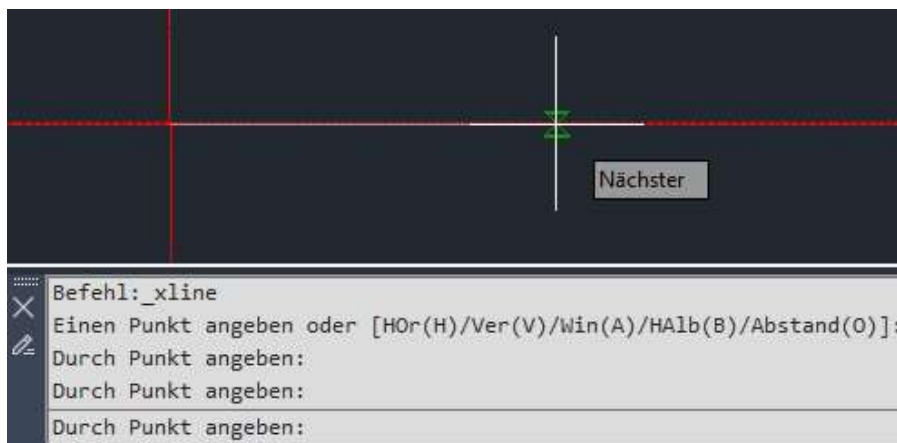 Nächster
Befehl:_xline
Einen Punkt angeben oder [HOr(H)/Ver(V)/Win(A)/HAlb(B)/Abstand(O)]:
Durch Punkt angeben:
Durch Punkt angeben:
Durch Punkt angeben: